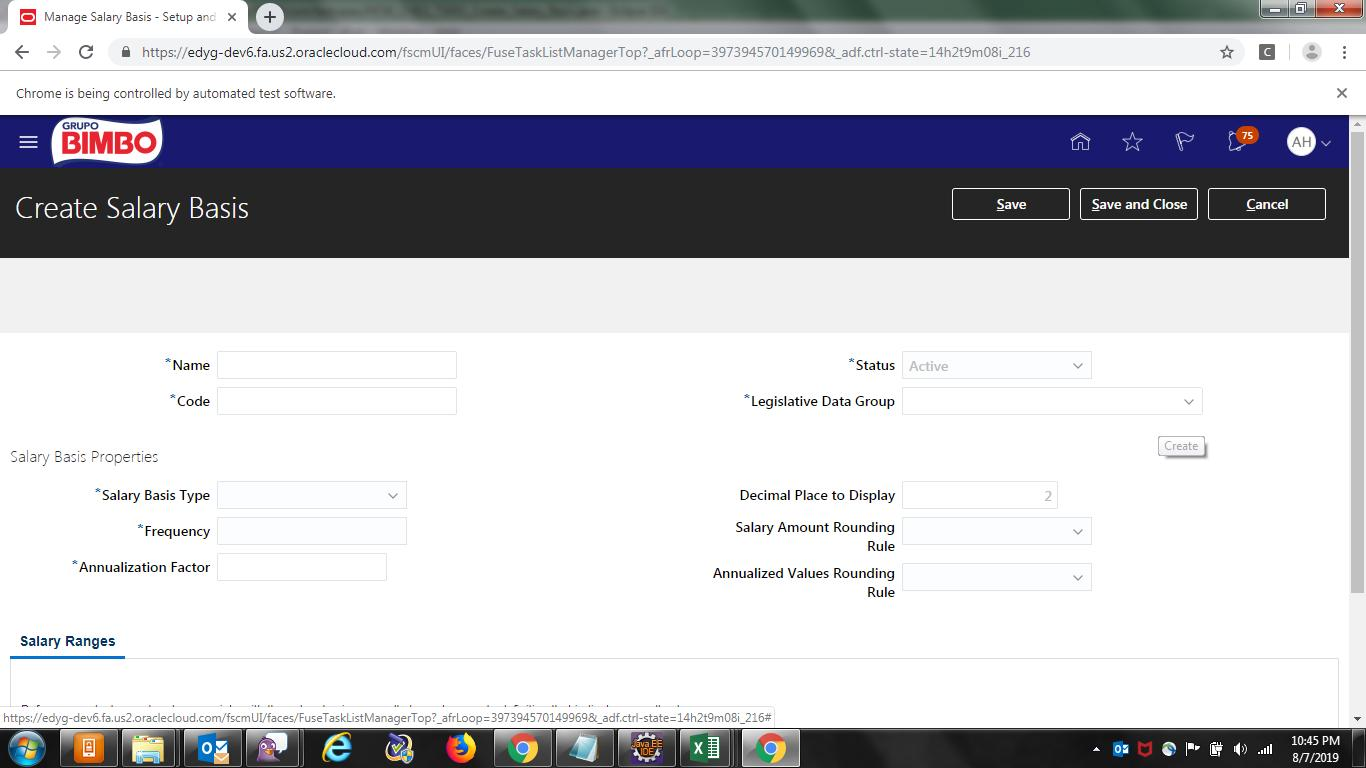 Manage Salary Basis - Setup and
https://edyg-dev6.fa.us2.oraclecloud.com/fscmUI/faces/FuseTaskListManagerTop?_afrLoop=397394570149969&_adf.ctrl-state=14h2t9m08i_216
C
Chrome is being controlled by automated test software.
GRUPO
BIMBO
75
AH
Create Salary Basis
Save
Save and Close
Cancel
*Name
*Status
Active
*Code
*Legislative Data Group
Create
Salary Basis Properties
*Salary Basis Type
Decimal Place to Display
2
*Frequency
Salary Amount Rounding
Rule
*Annualization Factor
Annualized Values Rounding
Rule
Salary Ranges
https://edyg-dev6.fa.us2.oraclecloud.com/fscmUI/faces/FuseTaskListManagerTop?_afrLoop=397394570149969&_adf.ctrl-state=14h2t9m08i_216#
Java EE
IDE
10:45 PM
8/7/2019